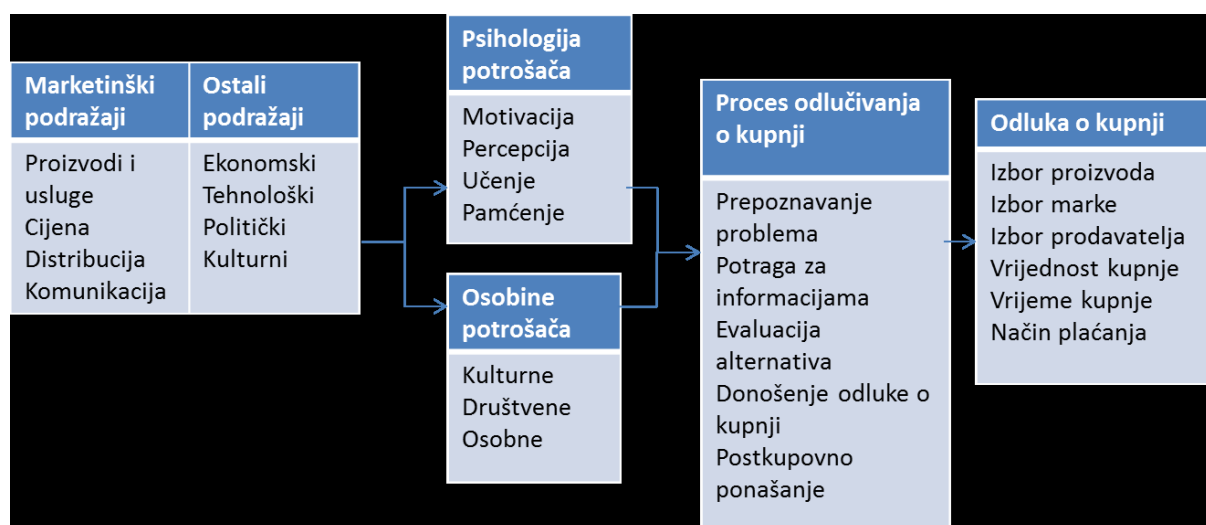 Marketinški
podražaji
Ostali
podražaji
Proizvodi i
usluge
Cijena
Distribucija
Komunikacija
Ekonomski
Tehnološki
Politički
Kulturni
Psihologija
potrošača
Motivacija
Percepcija
Učenje
Pamćenje
Osobine
potrošača
Kulturne
Društvene
Osobne
Proces odlučivanja
o kupnji
Prepoznavanje
problema
Potraga za
informacijama
Evaluacija
alternativa
Donošenje odluke o
kupnji
Postkupovno
ponašanje
Odluka o kupnji
Izbor proizvoda
Izbor marke
Izbor prodavatelja
Vrijednost kupnje
Vrijeme kupnje
Način plaćanja